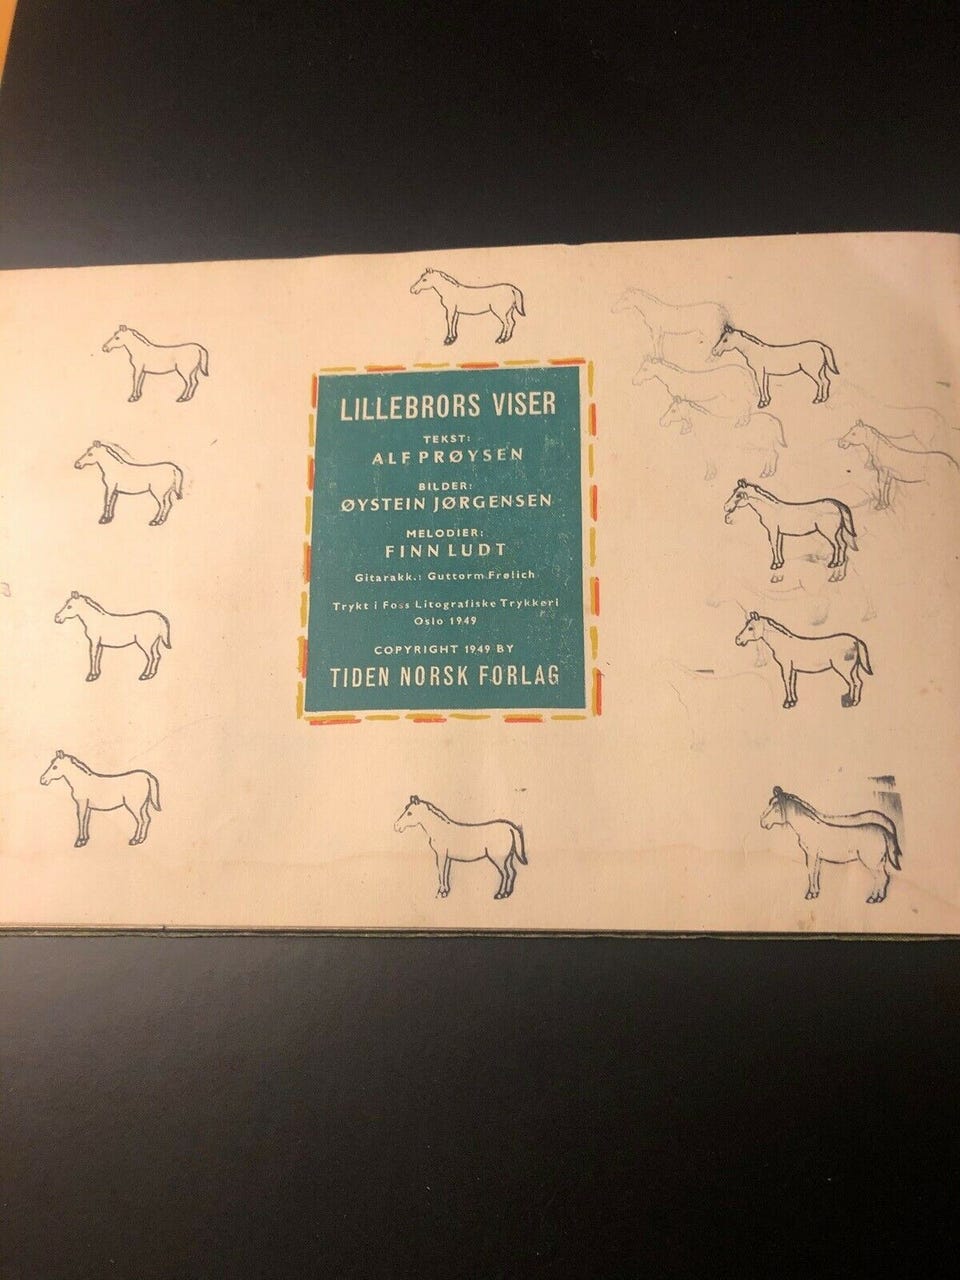 LILLEBRORS VISER
TEKST:
ALF PRØYSEN
BILDER:
ØYSTEIN JØRGENSEN
MELODIER:
FINN LUDT
Gitarakk.: Guttorm Frølich
Trykt i Foss Litografiske Trykkeri
Oslo 1949
COPYRIGHT 1949 BY
TIDEN NORSK FORLAG